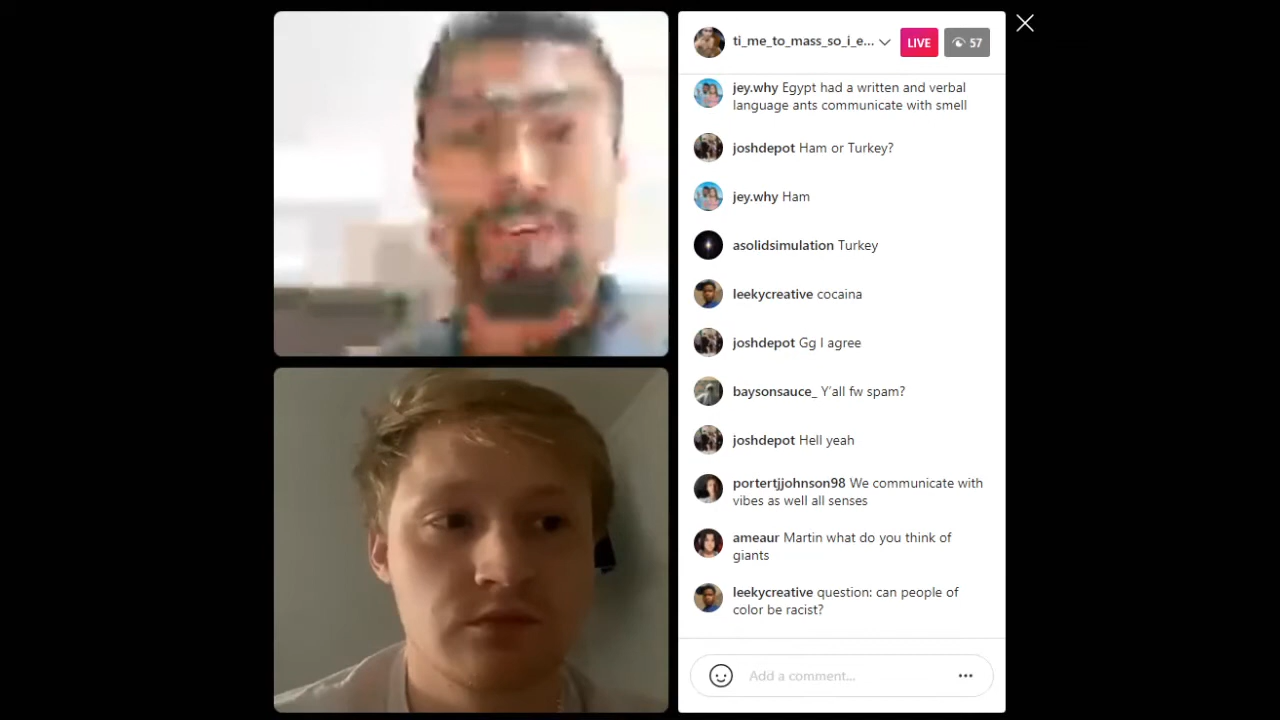 ti_me_to_mass_so_i_e...
LIVE
57
jey.why Egypt had a written and verbal
language ants communicate with smell
joshdepot Ham or Turkey?
jey.why Ham
asolidsimulation Turkey
leekycreative cocaina
joshdepot Gg I agree
baysonsauce_ Y'all fw spam?
joshdepot Hell yeah
portertjjohnson98 We communicate with
vibes as well all senses
ameaur Martin what do you think of
giants
leekycreative question: can people of
color be racist?
Add a comment...